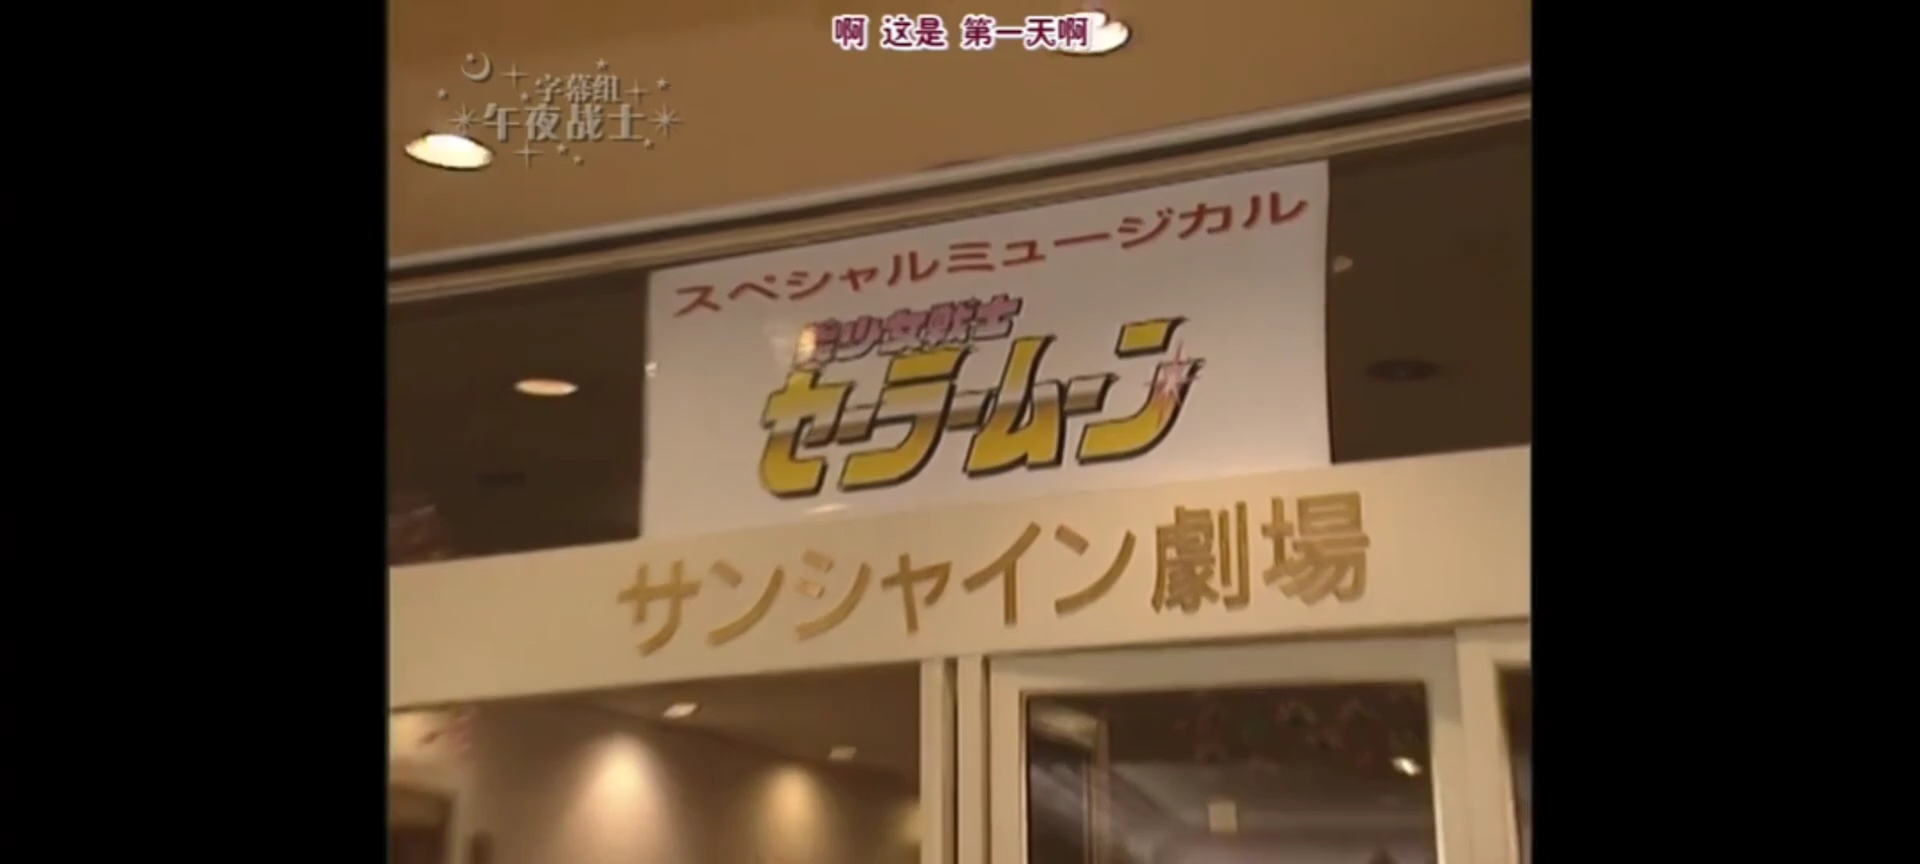 啊 这是 第一天啊
字幕组
午夜战士
スペシャルミュージカル
美少女戦士
セーラームーン
サンシャイン劇場